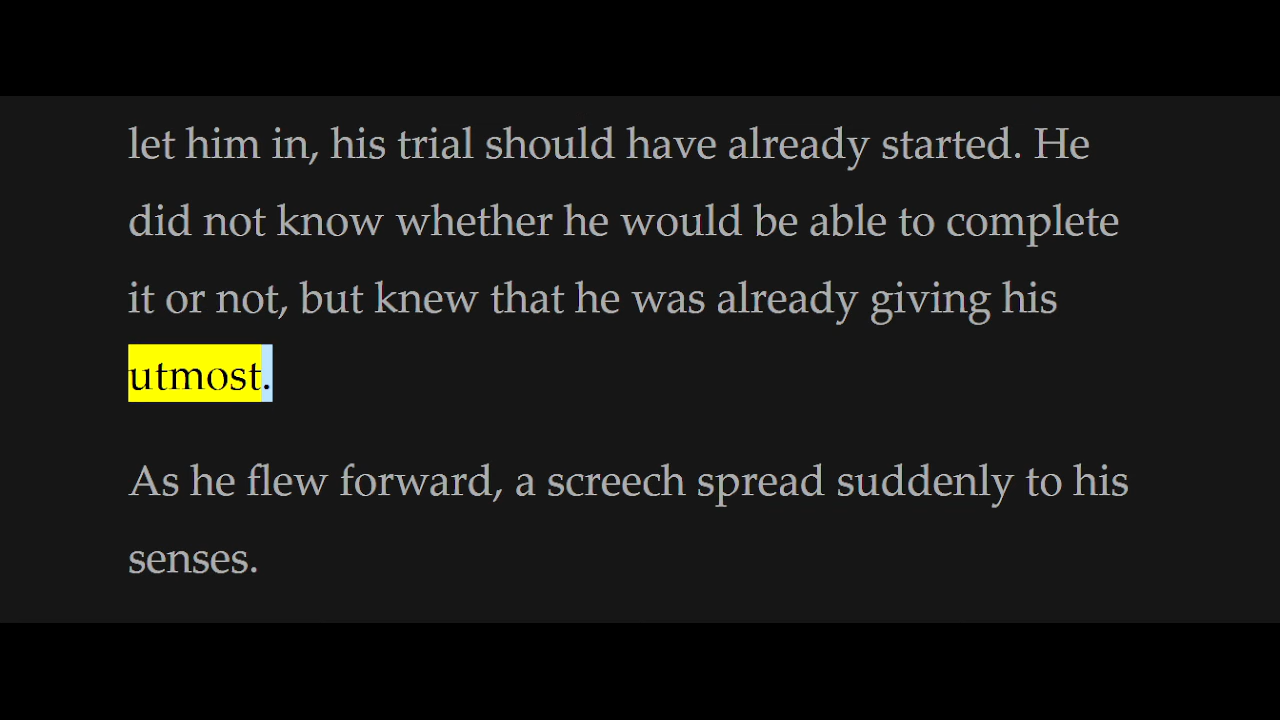 let him in, his trial should have already started. He
did not know whether he would be able to complete
it or not, but knew that he was already giving his
utmost.
As he flew forward, a screech spread suddenly to his
senses.